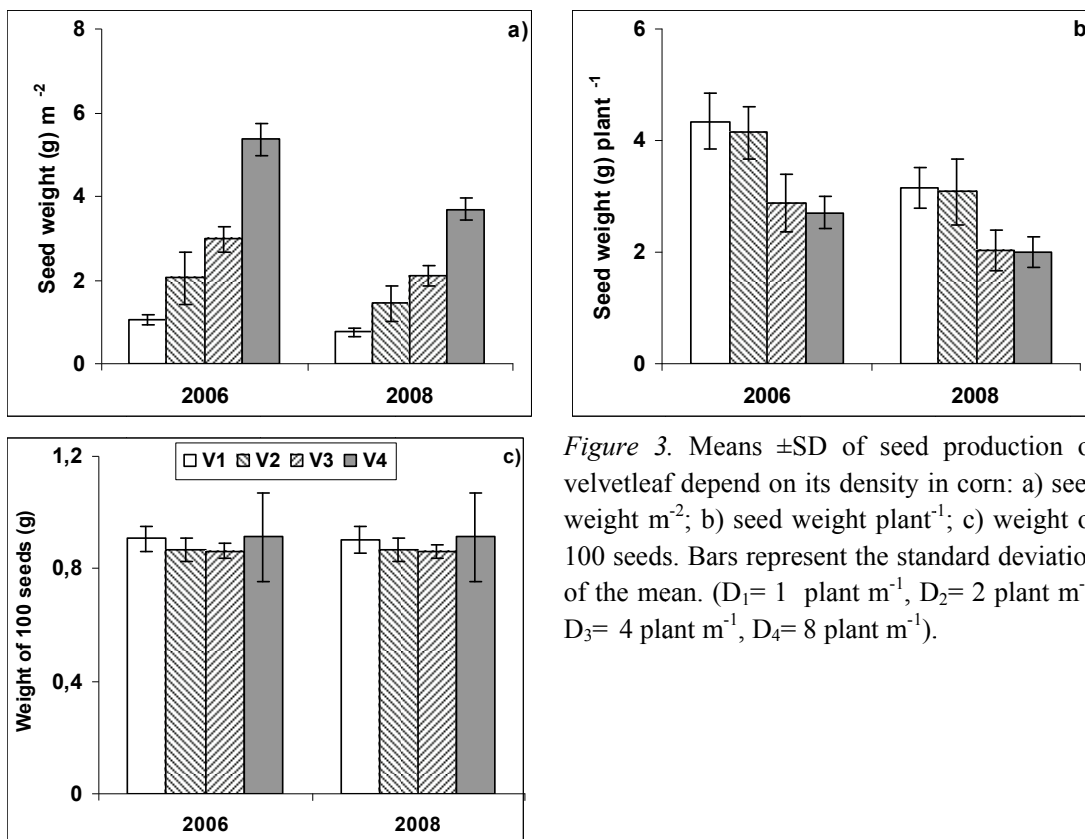 a)
8
6
4
2
0
Seed weight (g) m -2
2006 2008
b
6
4
2
0
Seed weight (g) plant -1
2006 2008
c)
V1 V2 V3 V4
1,2
0,8
0,4
0
Weight of 100 seeds (g)
2006 2008
Figure 3. Means ±SD of seed production
velvetleaf depend on its density in corn: a)
weight m-2; b) seed weight plant-1; c) weight
100 seeds. Bars represent the standard
of the mean. (D1= 1 plant m-1, D2= 2 plant
D3= 4 plant m-1, D4= 8 plant m-1).